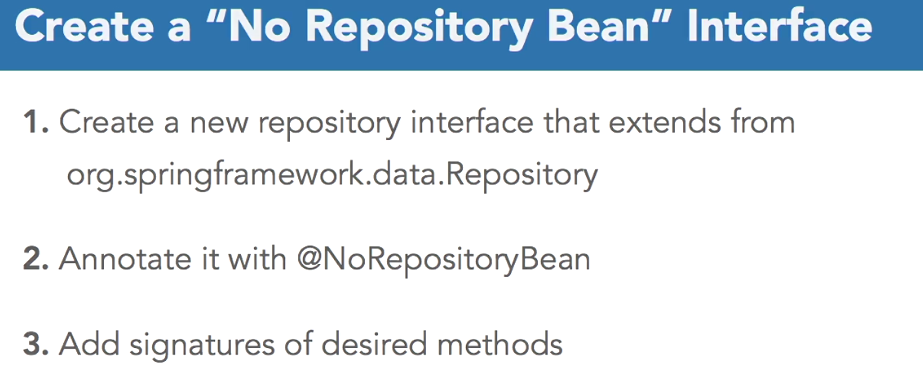 Create a “No Repository Bean” Interface
1. Create a new repository interface that extends from
org.springframework.data.Repository
2. Annotate it with @NoRepositoryBean
3. Add signatures of desired methods